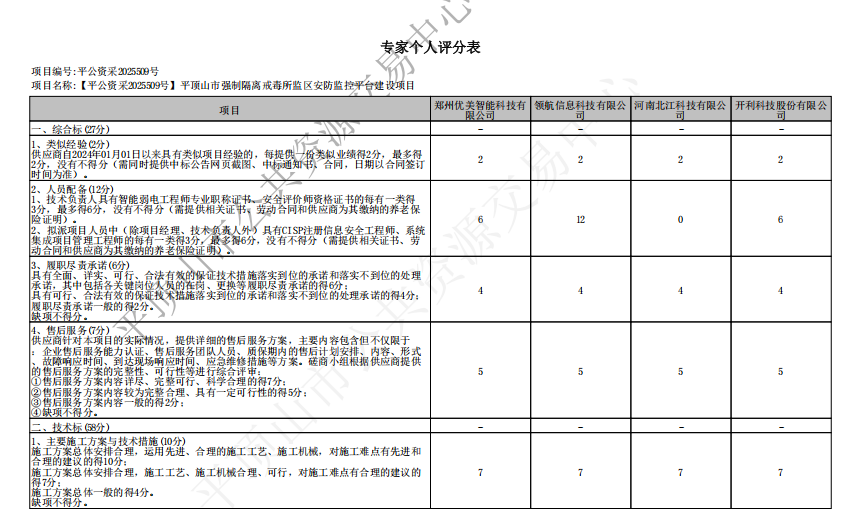 专家个人评分表
项目编号:平公资采2025509号
项目名称:【平公资采2025509号】平顶山市强制隔离戒毒所监区安防监控平台建设项目
项目
郑州优美智能科技有
限公司
领航信息科技有限公
司
河南北江科技有限公
司
开利科技股份有限公
司
一、综合标(27分)
-
-
-
-
1、类似经验(2分)
供应商自2024年01月01日以来具有类似项目经验的，每提供一份类似业绩得2分，最多得
2分，没有不得分（需同时提供中标公告网页截图、中标通知书、合同，日期以合同签订
时间为准）。
2
2
2
2
2、人员配备(12分)
1、技术负责人具有智能弱电工程师专业职称证书、安全评价师资格证书的每有一类得
3分，最多得6分，没有不得分（需提供相关证书、劳动合同和供应商为其缴纳的养老保
险证明）。
2、拟派项目人员中（除项目经理、技术负责人外）具有CISP注册信息安全工程师、系统
集成项目管理工程师的每有一类得3分，最多得6分，没有不得分（需提供相关证书、劳
动合同和供应商为其缴纳的养老保险证明）。
6
12
0
6
3、履职尽责承诺(6分)
具有全面、详实、可行、合法有效的保证技术措施落实到位的承诺和落实不到位的处理
承诺，其中包括各关键岗位人员的在岗、更换等履职尽责承诺的得6分；
具有可行、合法有效的保证技术措施落实到位的承诺和落实不到位的处理承诺的得4分；
履职尽责承诺一般的得2分。
缺项不得分。
4
4
4
4
4、售后服务(7分)
供应商针对本项目的实际情况，提供详细的售后服务方案，主要内容包含但不仅限于
：企业售后服务能力认证、售后服务团队人员、质保期内的售后计划安排、内容、形式
、故障响应时间、到达现场响应时间、应急维修措施等方案。磋商小组根据供应商提供
的售后服务方案的完整性、可行性等进行综合评审：
①售后服务方案内容详尽、完整可行、科学合理的得7分；
②售后服务方案内容较为完整合理、具有一定可行性的得5分；
③售后服务方案内容一般的得2分；
④缺项不得分。
5
5
5
5
二、技术标(58分)
-
-
-
-
1、主要施工方案与技术措施(10分)
施工方案总体安排合理，运用先进、合理的施工工艺、施工机械，对施工难点有先进和
合理的建议的得10分；
施工方案总体安排合理，施工工艺、施工机械合理、可行，对施工难点有合理的建议的
得7分；
施工方案总体一般的得4分。
缺项不得分。
7
7
7
7
平顶山市公共资源交易中心
平顶山市公共资源交易中心